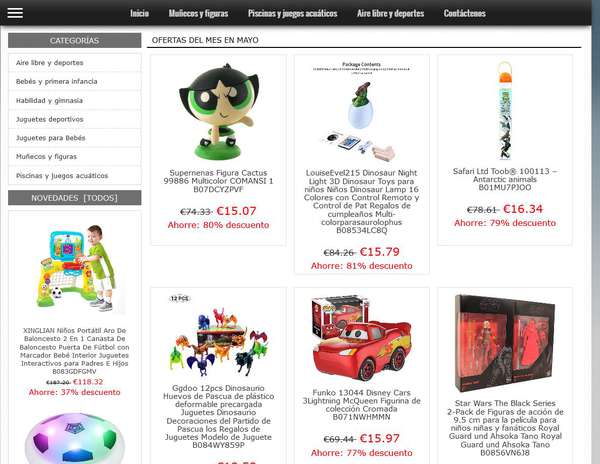 Inicio Muñecos y figuras Piscinas y juegos acuáticos Aire libre y deportes Contáctenos
CATEGORÍAS
Aire libre y deportes
Bebés y primera infancia
Habilidad y gimnasia
Juguetes deportivos
Juguetes para Bebés
Muñecos y figuras
Piscinas y juegos acuáticos
NOVEDADES [TODOS]
XINGLIAN Niños Portátil Aro De
Baloncesto 2 En 1 Canasta De
Baloncesto Puerta De Fútbol con
Marcador Bebé Interior Juguetes
Interactivos para Padres E Hijos
B083GDFGMV
€187.20 €118.32
Ahorre: 37% descuento
OFERTAS DEL MES EN MAYO
Supernenas Figura Cactus
99886 Multicolor COMANSI 1
B07DCYZPVF
€74.33 €15.07
Ahorre: 80% descuento
Package Contents
LouiseEvel215 Dinosaur Night
Light 3D Dinosaur Toys para
niños Niños Dinosaur Lamp 16
Colores con Control Remoto y
Control de Pat Regalos de
cumpleaños Multi-
colorparasaurolophus
B08534LC8Q
€84.26 €15.79
Ahorre: 81% descuento
Safari Ltd Toob® 100113 –
Antarctic animals
B01MU7PJOO
€78.61 €16.34
Ahorre: 79% descuento
12 PCS
Ggdoo 12pcs Dinosaurio
Huevos de Pascua de plástico
deformable precargada
Juguetes Dinosaurio
Decoraciones del Partido de
Pascua los Regalos de
Juguetes Modelo de Juguete
B084WY859P
Funko 13044 Disney Cars
3Lightning McQueen Figurina de
colección Cromada
B071NWHMMN
€69.44 €15.97
Ahorre: 77% descuento
Star Wars The Black Series
2-Pack de Figuras de acción de
9.5 cm para la película para
niños niñas y fanáticos Royal
Guard und Ahsoka Tano Royal
Guard und Ahsoka Tano
B0856VN6J8